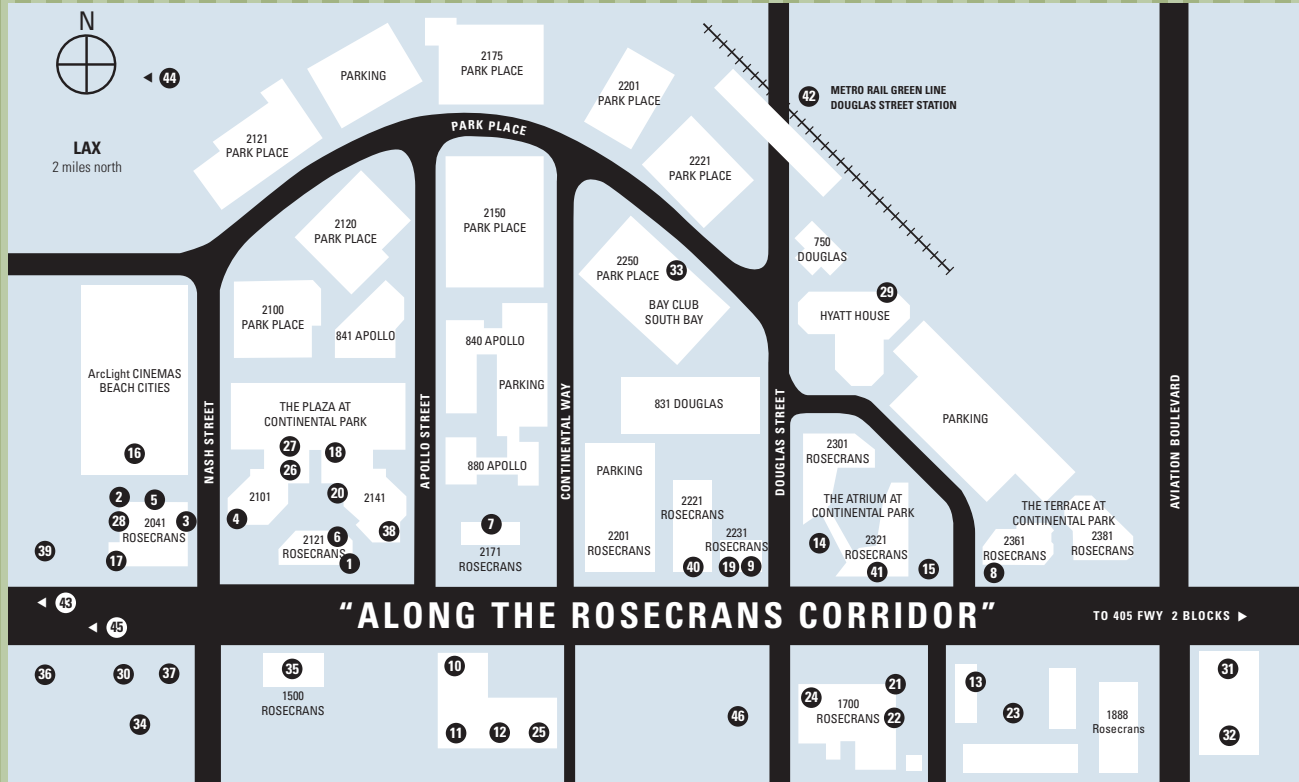 N
44
LAX
2 miles north
PARKING
2175
PARK PLACE
2201
PARK PLACE
42
METRO RAIL GREEN LINE
DOUGLAS STREET STATION
2121
PARK PLACE
PARK PLACE
2221
PARK PLACE
2120
PARK PLACE
2150
PARK PLACE
2250
PARK PLACE
33
BAY CLUB
SOUTH BAY
750
DOUGLAS
29
HYATT HOUSE
2100
PARK PLACE
841 APOLLO
840 APOLLO
PARKING
ArcLight CINEMAS
BEACH CITIES
16
NASH STREET
THE PLAZA AT
CONTINENTAL PARK
27
18
26
APOLLO STREET
880 APOLLO
CONTINENTAL WAY
831 DOUGLAS
DOUGLAS STREET
PARKING
AVIATION BOULEVARD
2301
ROSECRANS
2
5
28
2041
ROSECRANS
3
17
39
4
2101
20
2141
38
2121
ROSECRANS
6
1
7
2171
ROSECRANS
PARKING
2201
ROSECRANS
2221
ROSECRANS
2231
ROSECRANS
40
19
9
THE ATRIUM AT
CONTINENTAL PARK
14
2321
ROSECRANS
41
15
THE TERRACE AT
CONTINENTAL PARK
2361
ROSECRANS
2381
ROSECRANS
8
43
45
"ALONG THE ROSECRANS CORRIDOR"
TO 405 FWY 2 BLOCKS
36
30
37
34
35
1500
ROSECRANS
10
11
12
25
46
24
1700
ROSECRANS
21
22
13
23
1888
Rosecrans
31
32